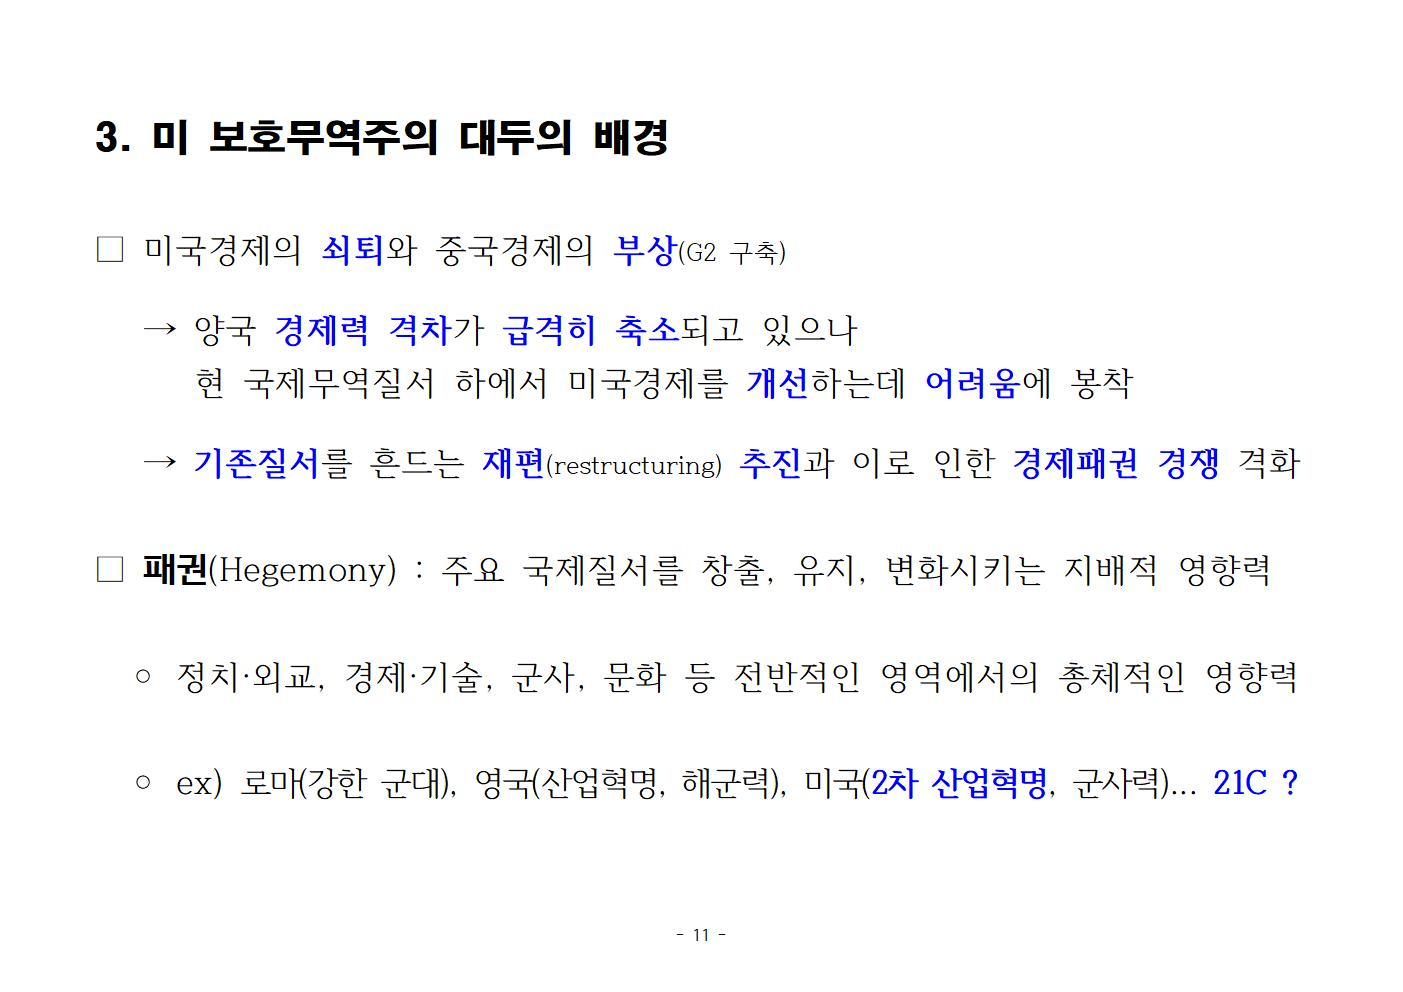 3. 미 보호무역주의 대두의 배경
□ 미국경제의 쇠퇴와 중국경제의 부상(G2 구축)
→ 양국 경제력 격차가 급격히 축소되고 있으나
현 국제무역질서 하에서 미국경제를 개선하는데 어려움에 봉착
→ 기존질서를 흔드는 재편(restructuring) 추진과 이로 인한 경제패권 경쟁 격화
□ 패권(Hegemony) : 주요 국제질서를 창출, 유지, 변화시키는 지배적 영향력
○ 정치·외교, 경제·기술, 군사, 문화 등 전반적인 영역에서의 총체적인 영향력
○ ex) 로마(강한 군대), 영국(산업혁명, 해군력), 미국(2차 산업혁명, 군사력)... 21C ?
- 11 -